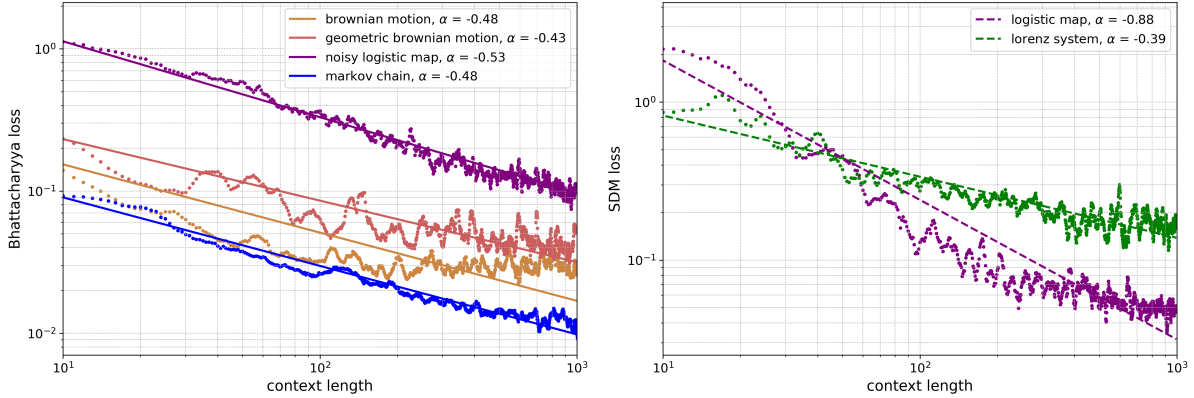 Bhattacharyya loss
10⁰
10⁻¹
10⁻²
brownian motion, α = -0.48
geometric brownian motion, α = -0.43
noisy logistic map, α = -0.53
markov chain, α = -0.48
10¹
10²
10³
context length
SDM loss
10⁰
10⁻¹
logistic map, α = -0.88
lorenz system, α = -0.39
10¹
10²
10³
context length